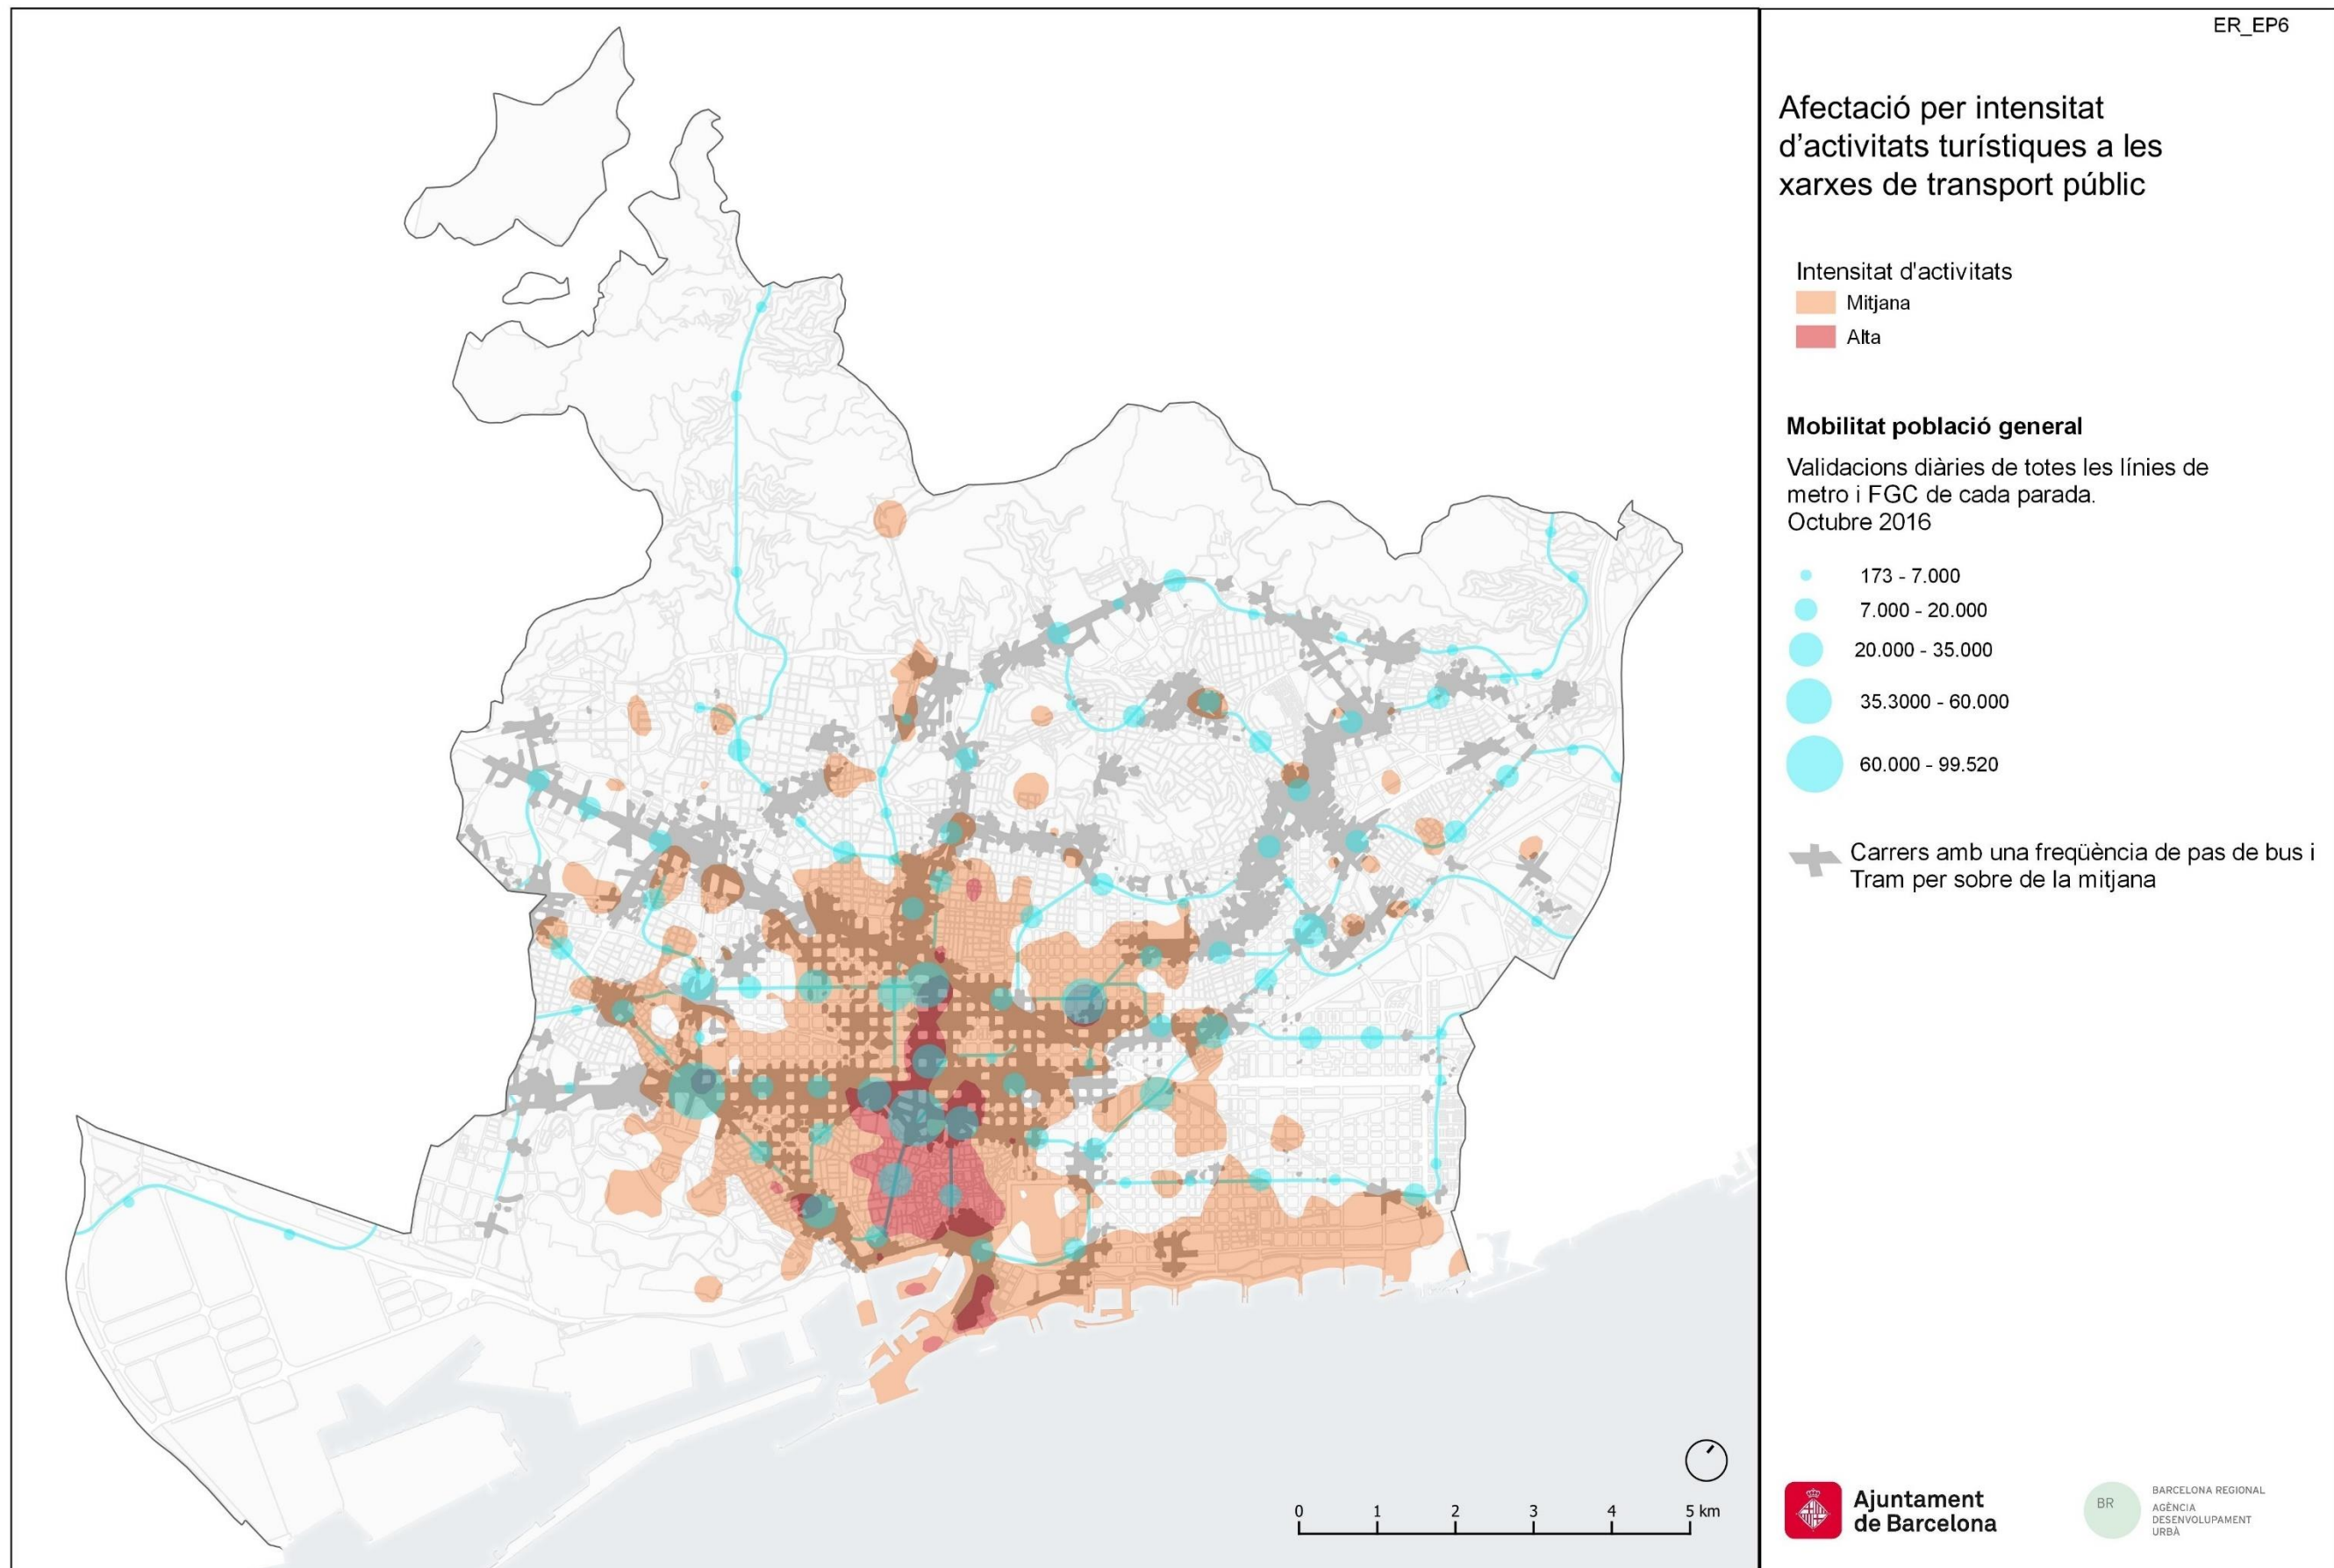 ER_EP6
Afectació per intensitat
d’activitats turístiques a les
xarxes de transport públic
Intensitat d'activitats
Mitjana
Alta
Mobilitat població general
Validacions diàries de totes les línies de
metro i FGC de cada parada.
Octubre 2016
173 - 7.000
7.000 - 20.000
20.000 - 35.000
35.3000 - 60.000
60.000 - 99.520
Carrers amb una freqüència de pas de bus i
Tram per sobre de la mitjana
0 1 2 3 4 5 km
Ajuntament
de Barcelona
BR
BARCELONA REGIONAL
AGÈNCIA
DESENVOLUPAMENT
URBÀ